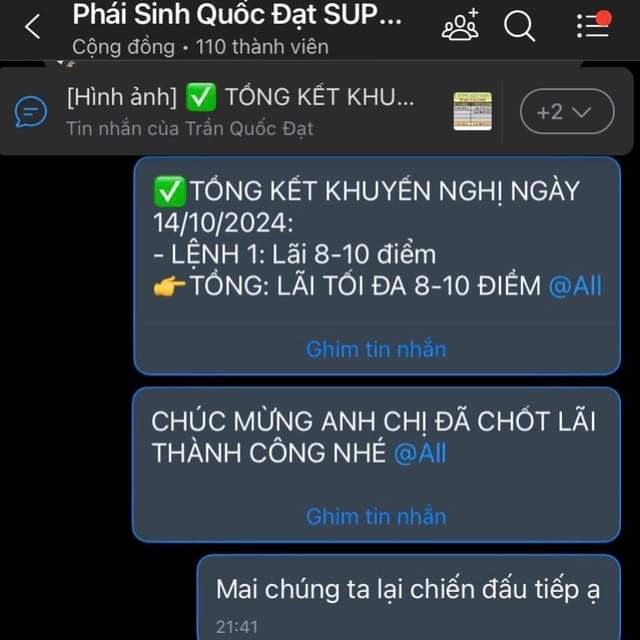 Phái Sinh Quốc Đạt SUP...
Cộng đồng • 110 thành viên
[Hình ảnh] ✅ TỔNG KẾT KHU...
Tin nhắn của Trần Quốc Đạt
+2
✅TỔNG KẾT KHUYẾN NGHỊ NGÀY
14/10/2024:
- LỆNH 1: Lãi 8-10 điểm
👉TỔNG: LÃI TỐI ĐA 8-10 ĐIỂM @All
Ghim tin nhắn
CHÚC MỪNG ANH CHỊ ĐÃ CHỐT LÃI
THÀNH CÔNG NHÉ @All
Ghim tin nhắn
Mai chúng ta lại chiến đấu tiếp ạ
21:41